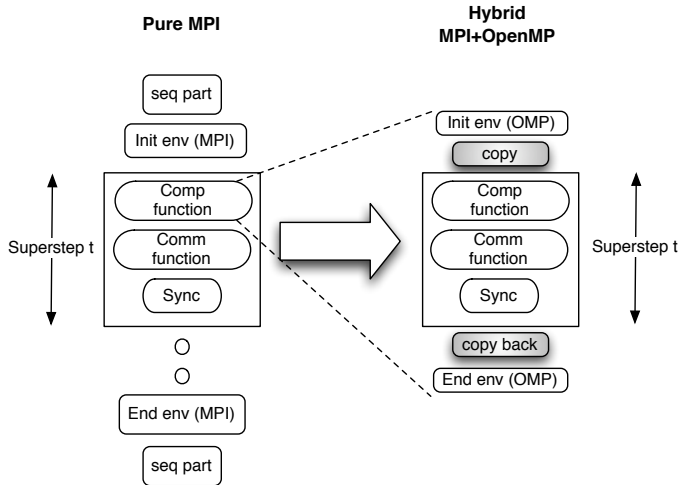 Pure MPI
seq part
Init env (MPI)
Superstep t
Comp
function
Comm
function
Sync
End env (MPI)
seq part
Hybrid
MPI+OpenMP
Init env (OMP)
copy
Comp
function
Comm
function
Sync
Superstep t
copy back
End env (OMP)